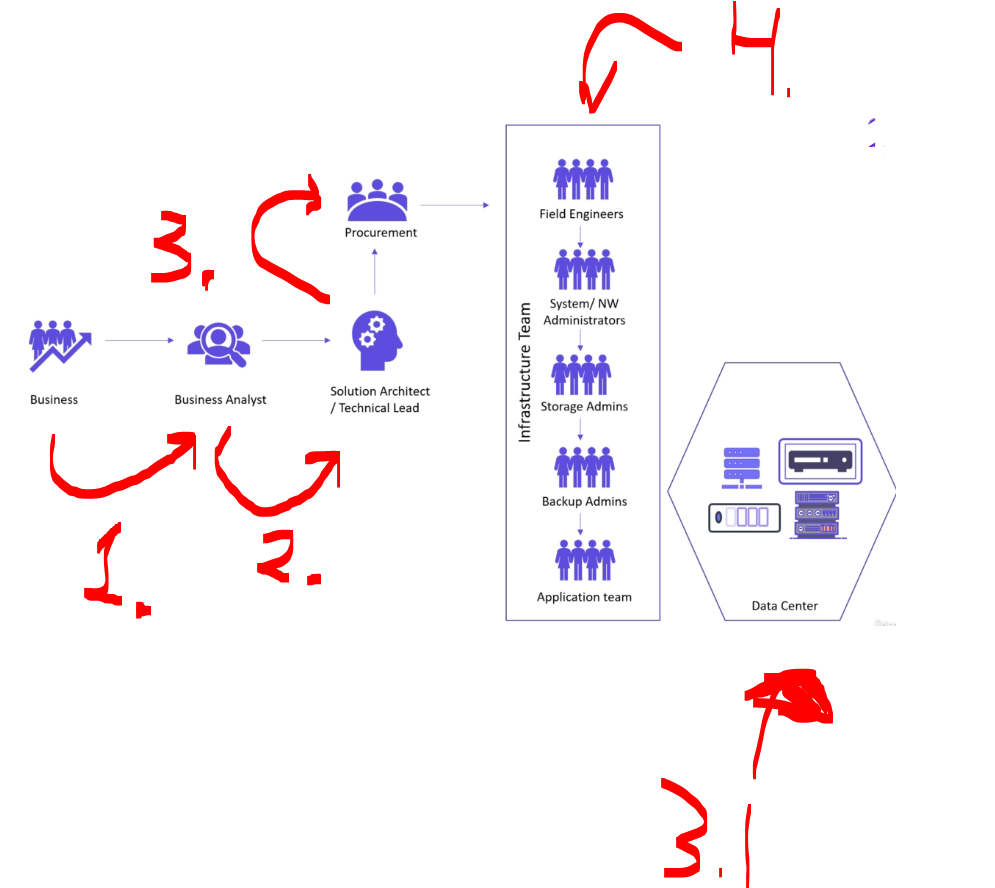 4.
Field Engineers
Procurement
3.
System/ NW
Administrators
Infrastructure Team
Business
Business Analyst
Solution Architect
/ Technical Lead
Storage Admins
Backup Admins
1.
2.
Application team
Data Center
3.